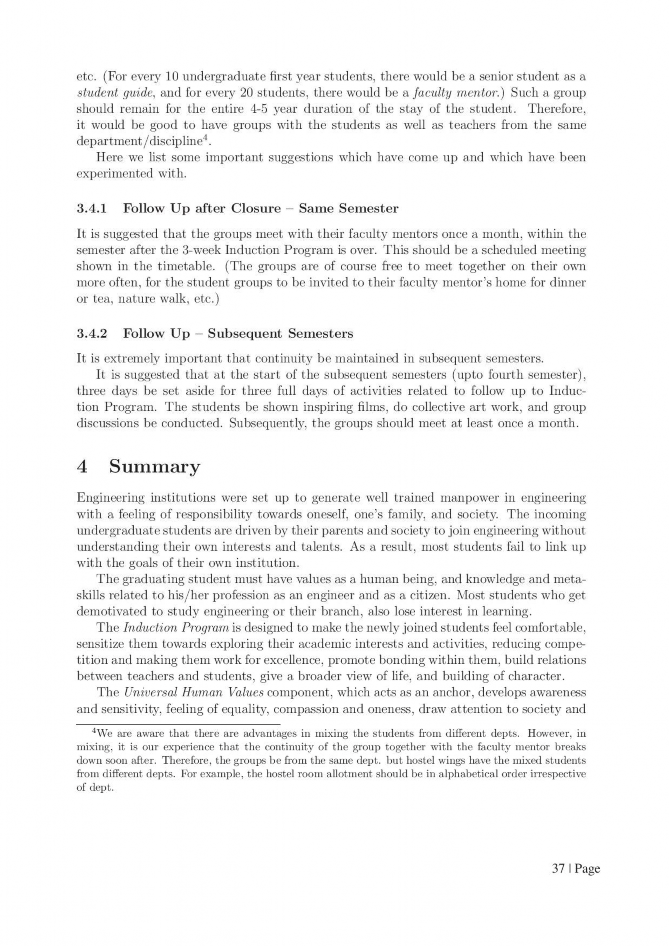 etc. (For every 10 undergraduate first year students, there would be a senior student as a
student guide, and for every 20 students, there would be a faculty mentor.) Such a group
should remain for the entire 4-5 year duration of the stay of the student. Therefore,
it would be good to have groups with the students as well as teachers from the same
department/discipline⁴.
Here we list some important suggestions which have come up and which have been
experimented with.
3.4.1 Follow Up after Closure – Same Semester
It is suggested that the groups meet with their faculty mentors once a month, within the
semester after the 3-week Induction Program is over. This should be a scheduled meeting
shown in the timetable. (The groups are of course free to meet together on their own
more often, for the student groups to be invited to their faculty mentor's home for dinner
or tea, nature walk, etc.)
3.4.2 Follow Up – Subsequent Semesters
It is extremely important that continuity be maintained in subsequent semesters.
It is suggested that at the start of the subsequent semesters (upto fourth semester),
three days be set aside for three full days of activities related to follow up to Induc-
tion Program. The students be shown inspiring films, do collective art work, and group
discussions be conducted. Subsequently, the groups should meet at least once a month.
4 Summary
Engineering institutions were set up to generate well trained manpower in engineering
with a feeling of responsibility towards oneself, one's family, and society. The incoming
undergraduate students are driven by their parents and society to join engineering without
understanding their own interests and talents. As a result, most students fail to link up
with the goals of their own institution.
The graduating student must have values as a human being, and knowledge and meta-
skills related to his/her profession as an engineer and as a citizen. Most students who get
demotivated to study engineering or their branch, also lose interest in learning.
The Induction Program is designed to make the newly joined students feel comfortable,
sensitize them towards exploring their academic interests and activities, reducing compe-
tition and making them work for excellence, promote bonding within them, build relations
between teachers and students, give a broader view of life, and building of character.
The Universal Human Values component, which acts as an anchor, develops awareness
and sensitivity, feeling of equality, compassion and oneness, draw attention to society and
⁴We are aware that there are advantages in mixing the students from different depts. However, in
mixing, it is our experience that the continuity of the group together with the faculty mentor breaks
down soon after. Therefore, the groups be from the same dept. but hostel wings have the mixed students
from different depts. For example, the hostel room allotment should be in alphabetical order irrespective
of dept.
37 | Page